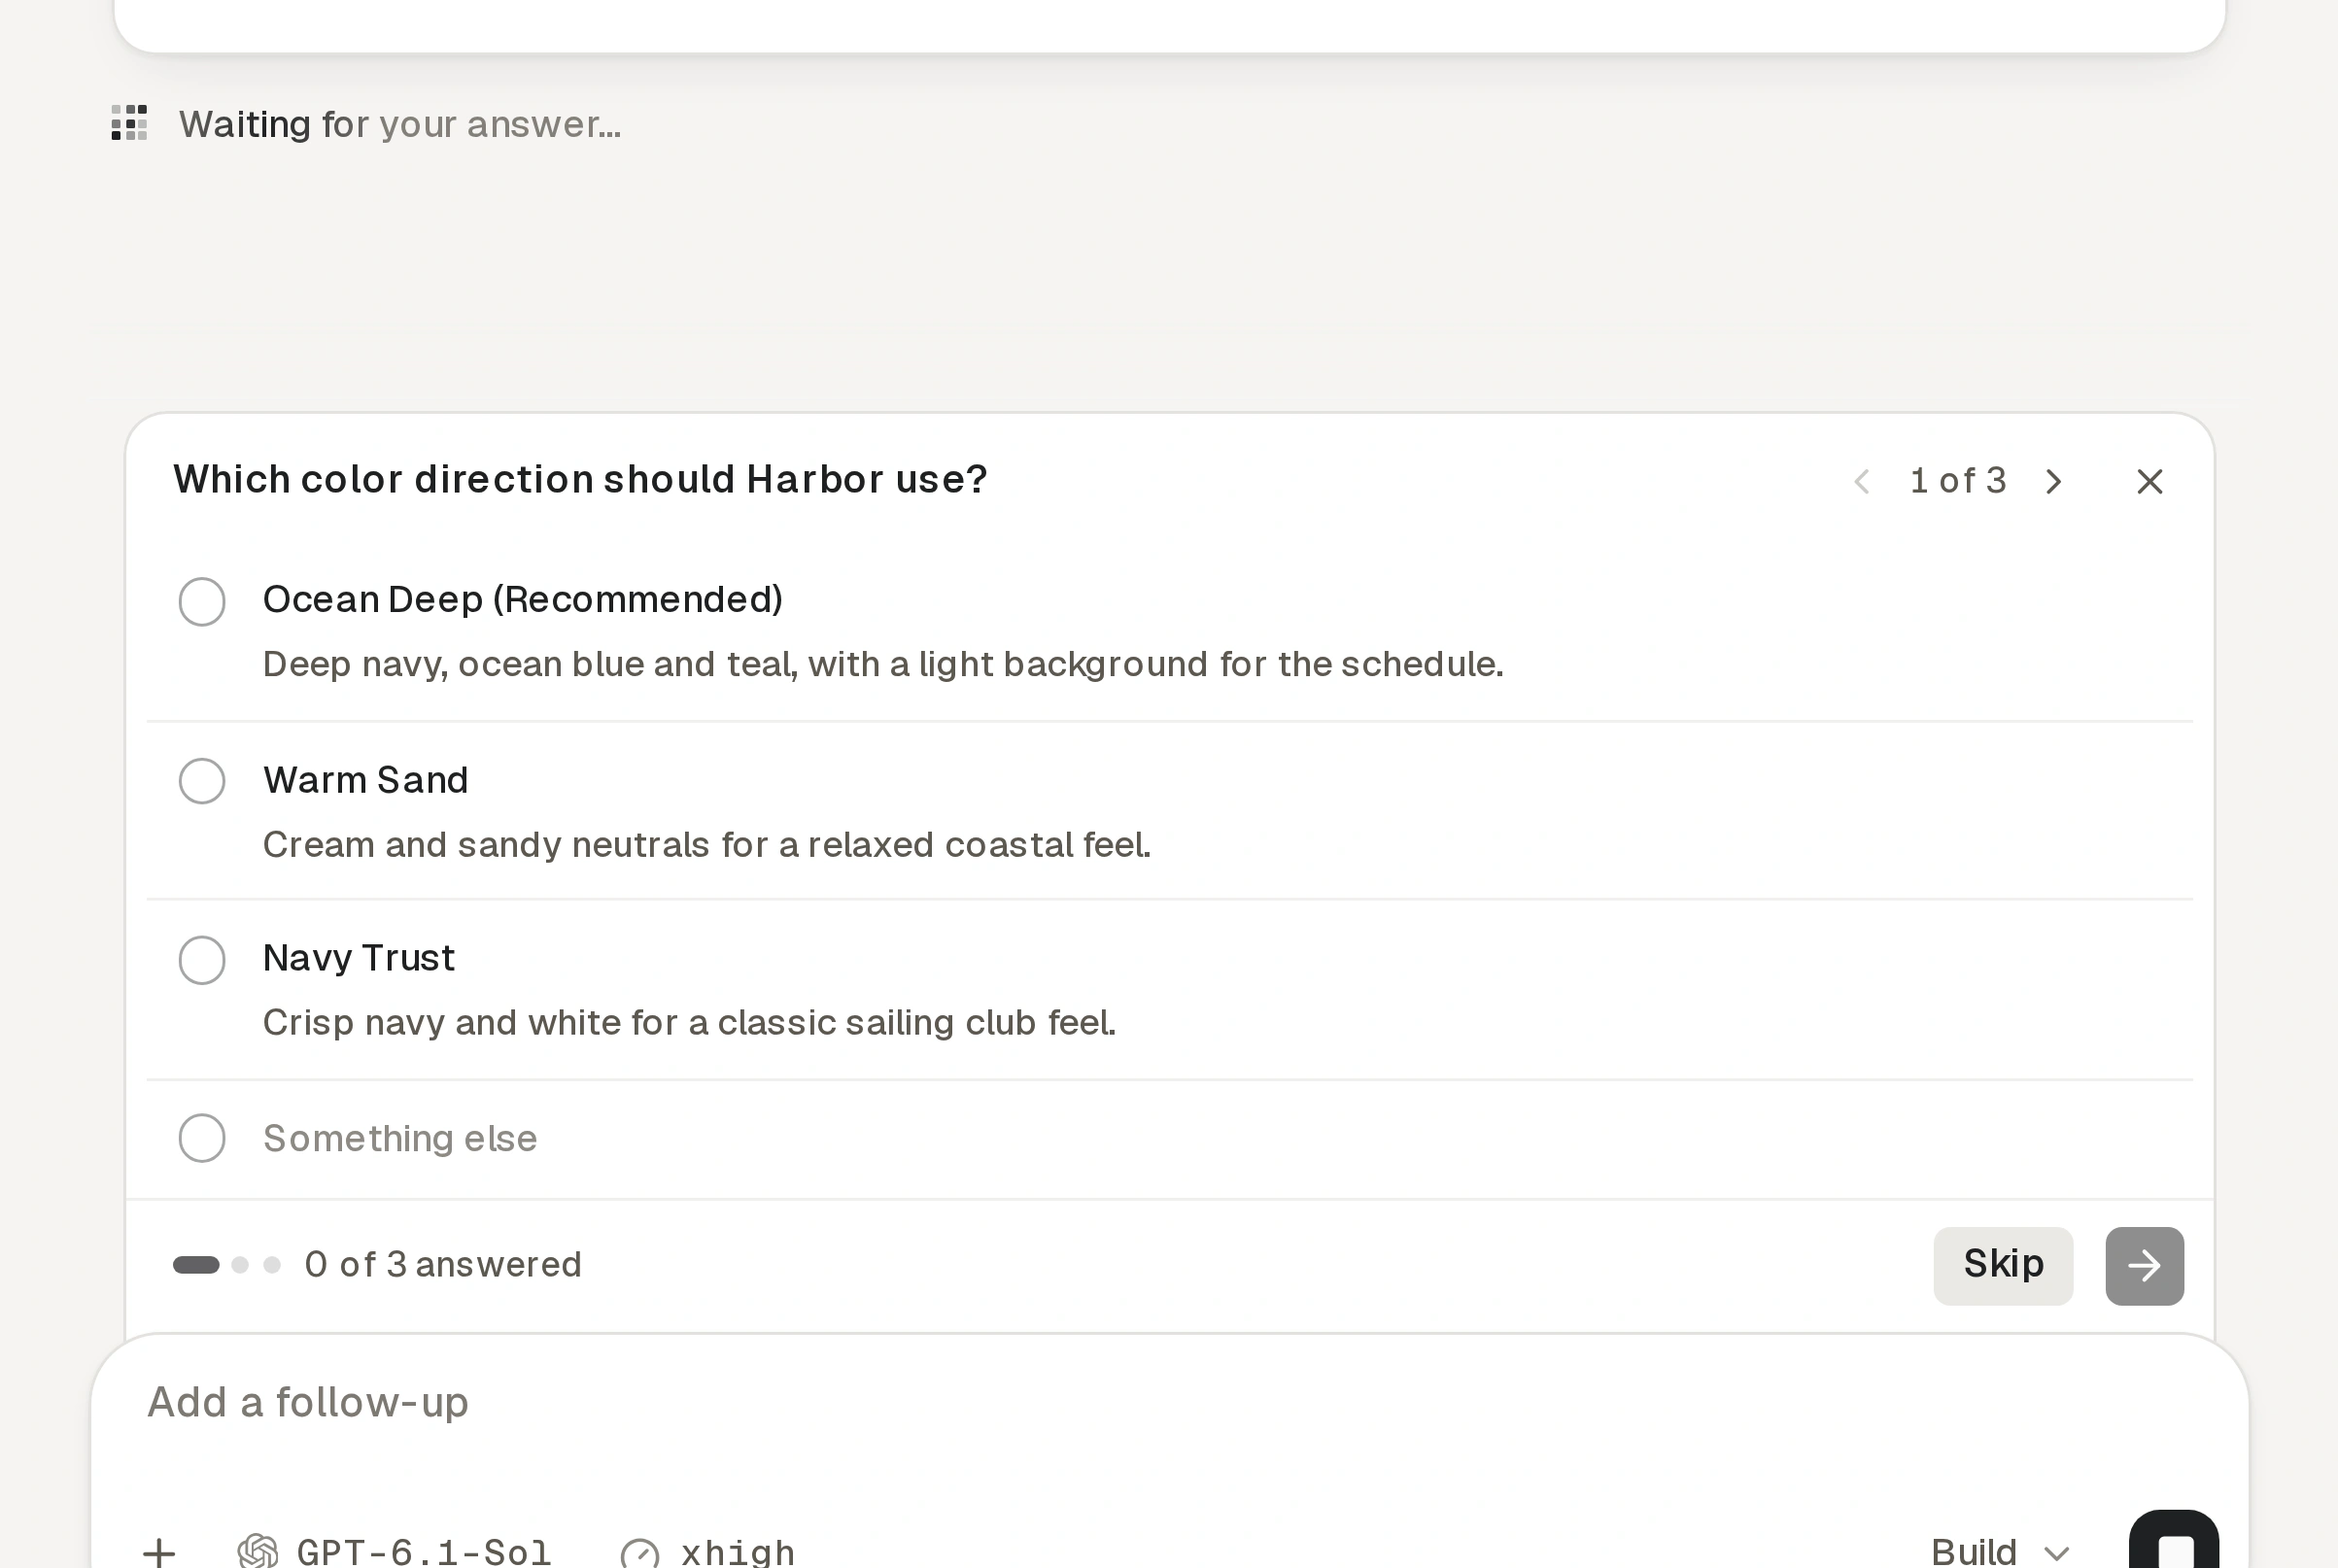 Waiting for your answer...
Which color direction should Harbor use?
1 of 3
Ocean Deep (Recommended)
Deep navy, ocean blue and teal, with a light background for the schedule.
Warm Sand
Cream and sandy neutrals for a relaxed coastal feel.
Navy Trust
Crisp navy and white for a classic sailing club feel.
Something else
0 of 3 answered
Skip
Add a follow-up
GPT-6.1-Sol
xhigh
Build